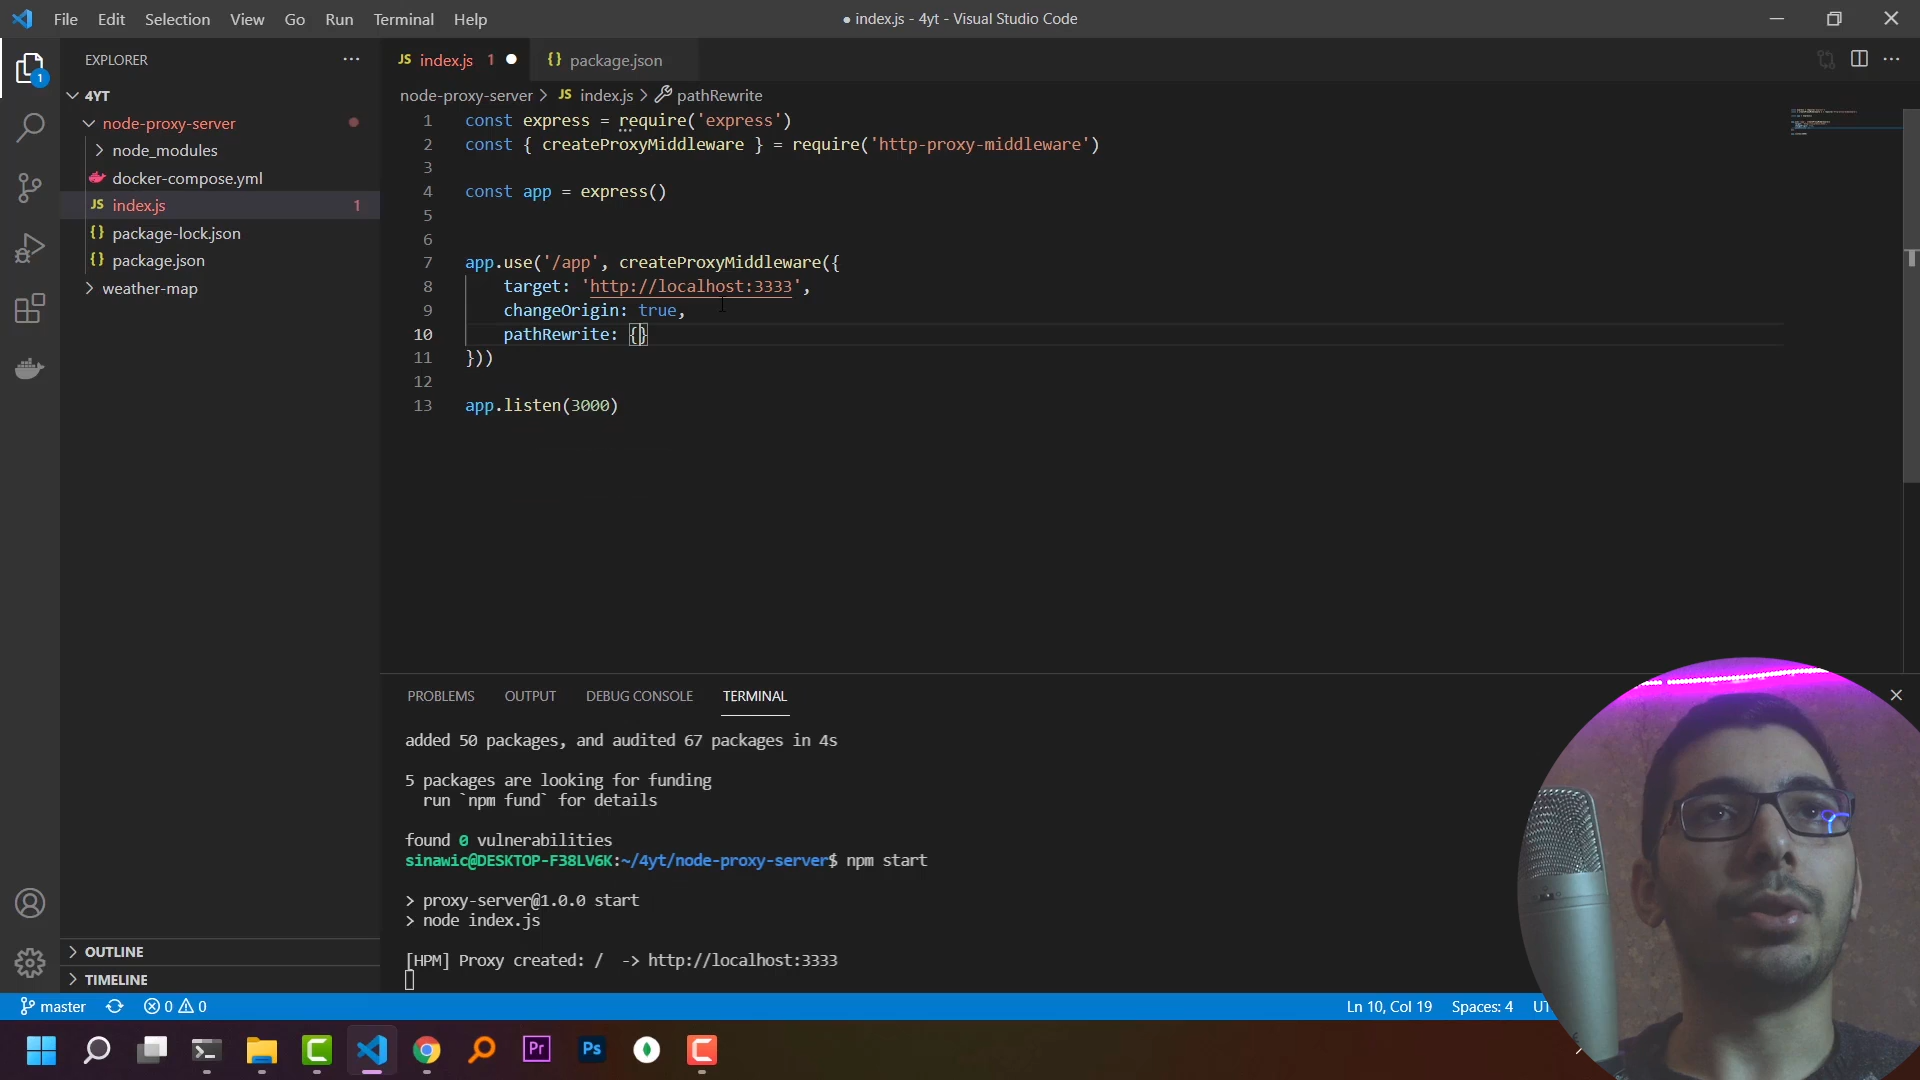 File Edit Selection View Go Run Terminal Help
● index.js - 4yt - Visual Studio Code
EXPLORER
1
4YT
node-proxy-server
node_modules
docker-compose.yml
JS index.js 1
{} package-lock.json
{} package.json
weather-map
OUTLINE
TIMELINE
JS index.js 1
{} package.json
node-proxy-server > JS index.js > pathRewrite
1 const express = require('express')
2 const { createProxyMiddleware } = require('http-proxy-middleware')
3
4 const app = express()
5
6
7 app.use('/app', createProxyMiddleware({
8 target: 'http://localhost:3333',
9 changeOrigin: true,
10 pathRewrite: {}
11 }))
12
13 app.listen(3000)
PROBLEMS OUTPUT DEBUG CONSOLE TERMINAL
added 50 packages, and audited 67 packages in 4s
5 packages are looking for funding
run `npm fund` for details
found 0 vulnerabilities
sinawic@DESKTOP-F38LV6K:~/4yt/node-proxy-server$ npm start
> proxy-server@1.0.0 start
> node index.js
[HPM] Proxy created: / -> http://localhost:3333
master 0 0
Ln 10, Col 19 Spaces: 4
Pr Ps